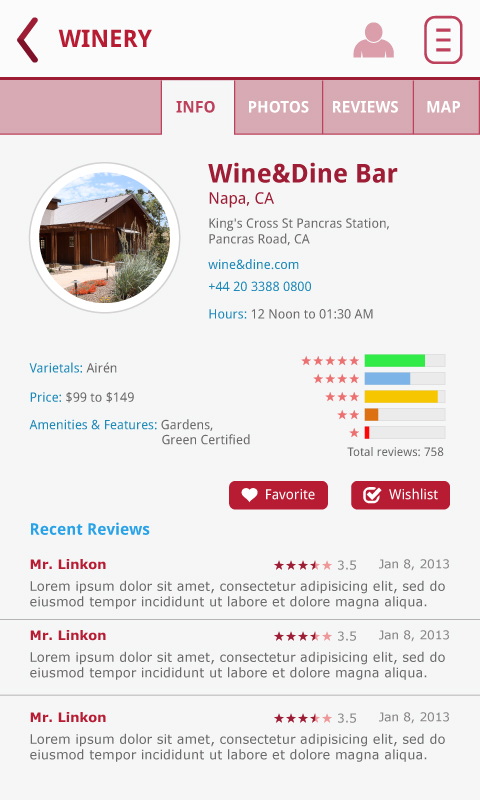 WINERY
INFO PHOTOS REVIEWS MAP
Wine&Dine Bar
Napa, CA
King's Cross St Pancras Station,
Pancras Road, CA
wine&dine.com
+44 20 3388 0800
Hours: 12 Noon to 01:30 AM
Varietals: Airén
Price: $99 to $149
Amenities & Features: Gardens,
Green Certified
Total reviews: 758
Favorite Wishlist
Recent Reviews
Mr. Linkon 3.5 Jan 8, 2013
Lorem ipsum dolor sit amet, consectetur adipisicing elit, sed do
eiusmod tempor incididunt ut labore et dolore magna aliqua.
Mr. Linkon 3.5 Jan 8, 2013
Lorem ipsum dolor sit amet, consectetur adipisicing elit, sed do
eiusmod tempor incididunt ut labore et dolore magna aliqua.
Mr. Linkon 3.5 Jan 8, 2013
Lorem ipsum dolor sit amet, consectetur adipisicing elit, sed do
eiusmod tempor incididunt ut labore et dolore magna aliqua.